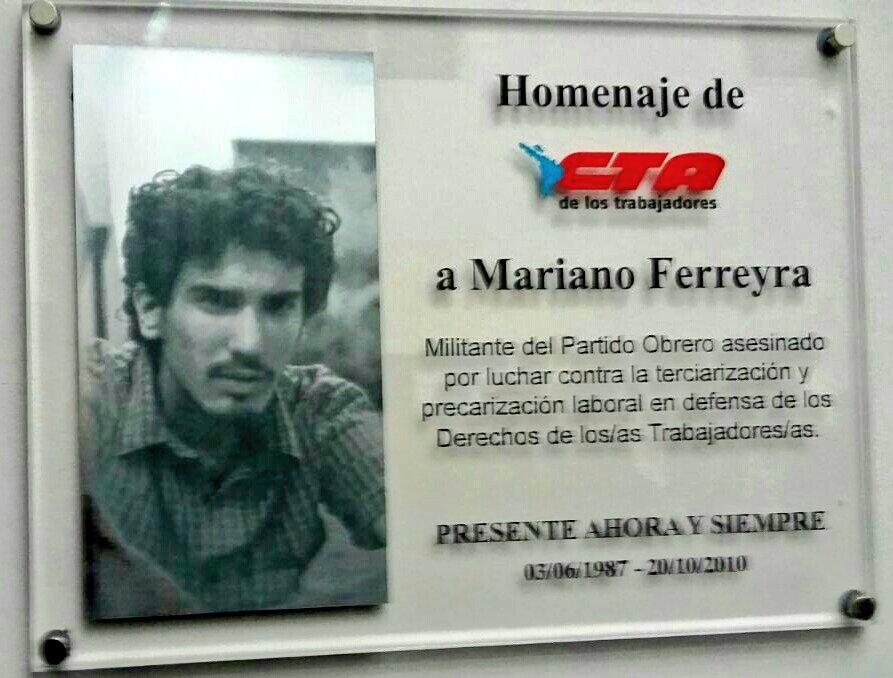 Homenaje de
CTA
de los trabajadores
a Mariano Ferreyra
Militante del Partido Obrero asesinado
por luchar contra la terciarización y
precarización laboral en defensa de los
Derechos de los/as Trabajadores/as.
PRESENTE AHORA Y SIEMPRE
03/06/1987 - 20/10/2010